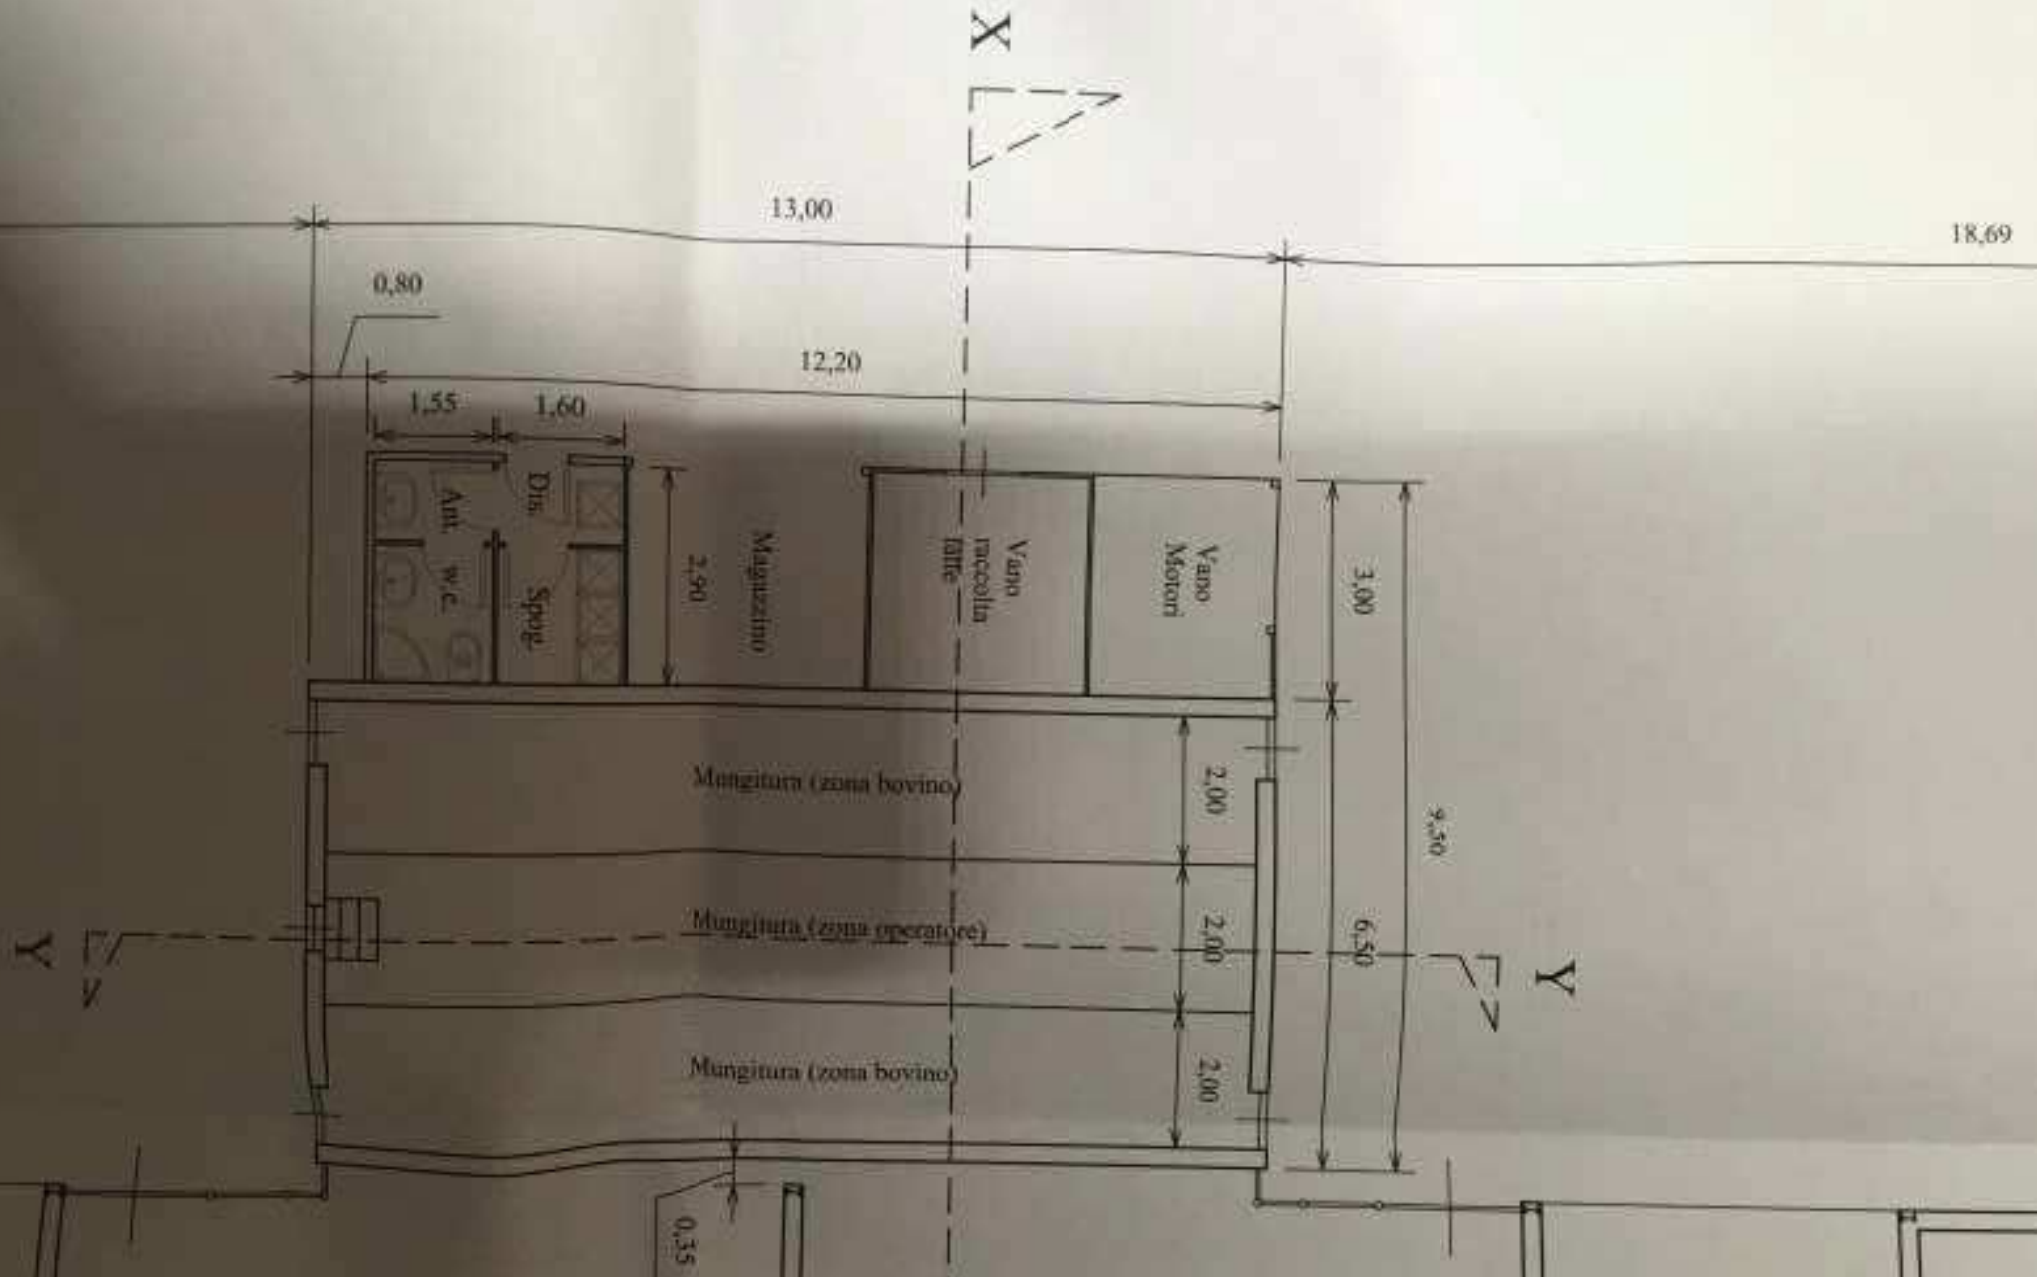 X
13,00
18,69
0,80
12,20
1,55
1,60
Dis.
Ant.
w.c.
Spog.
2,90
Magazzino
Vano
raccolta
latte
Vano
Motori
3,00
9,50
6,50
Mungitura (zona bovino)
2,00
Mungitura (zona operatore)
2,00
Y
Y
Mungitura (zona bovino)
2,00
0,35